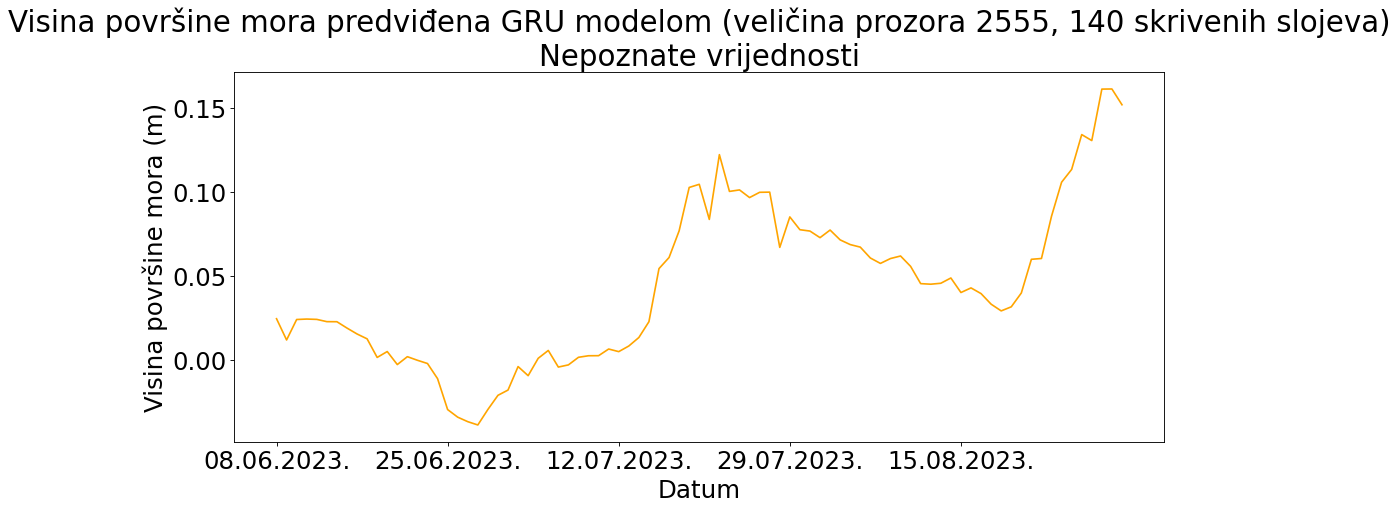 Visina površine mora predviđena GRU modelom (veličina prozora 2555, 140 skrivenih slojeva)
Nepoznate vrijednosti
Visina površine mora (m)
0.15
0.10
0.05
0.00
08.06.2023.
25.06.2023.
12.07.2023.
29.07.2023.
15.08.2023.
Datum